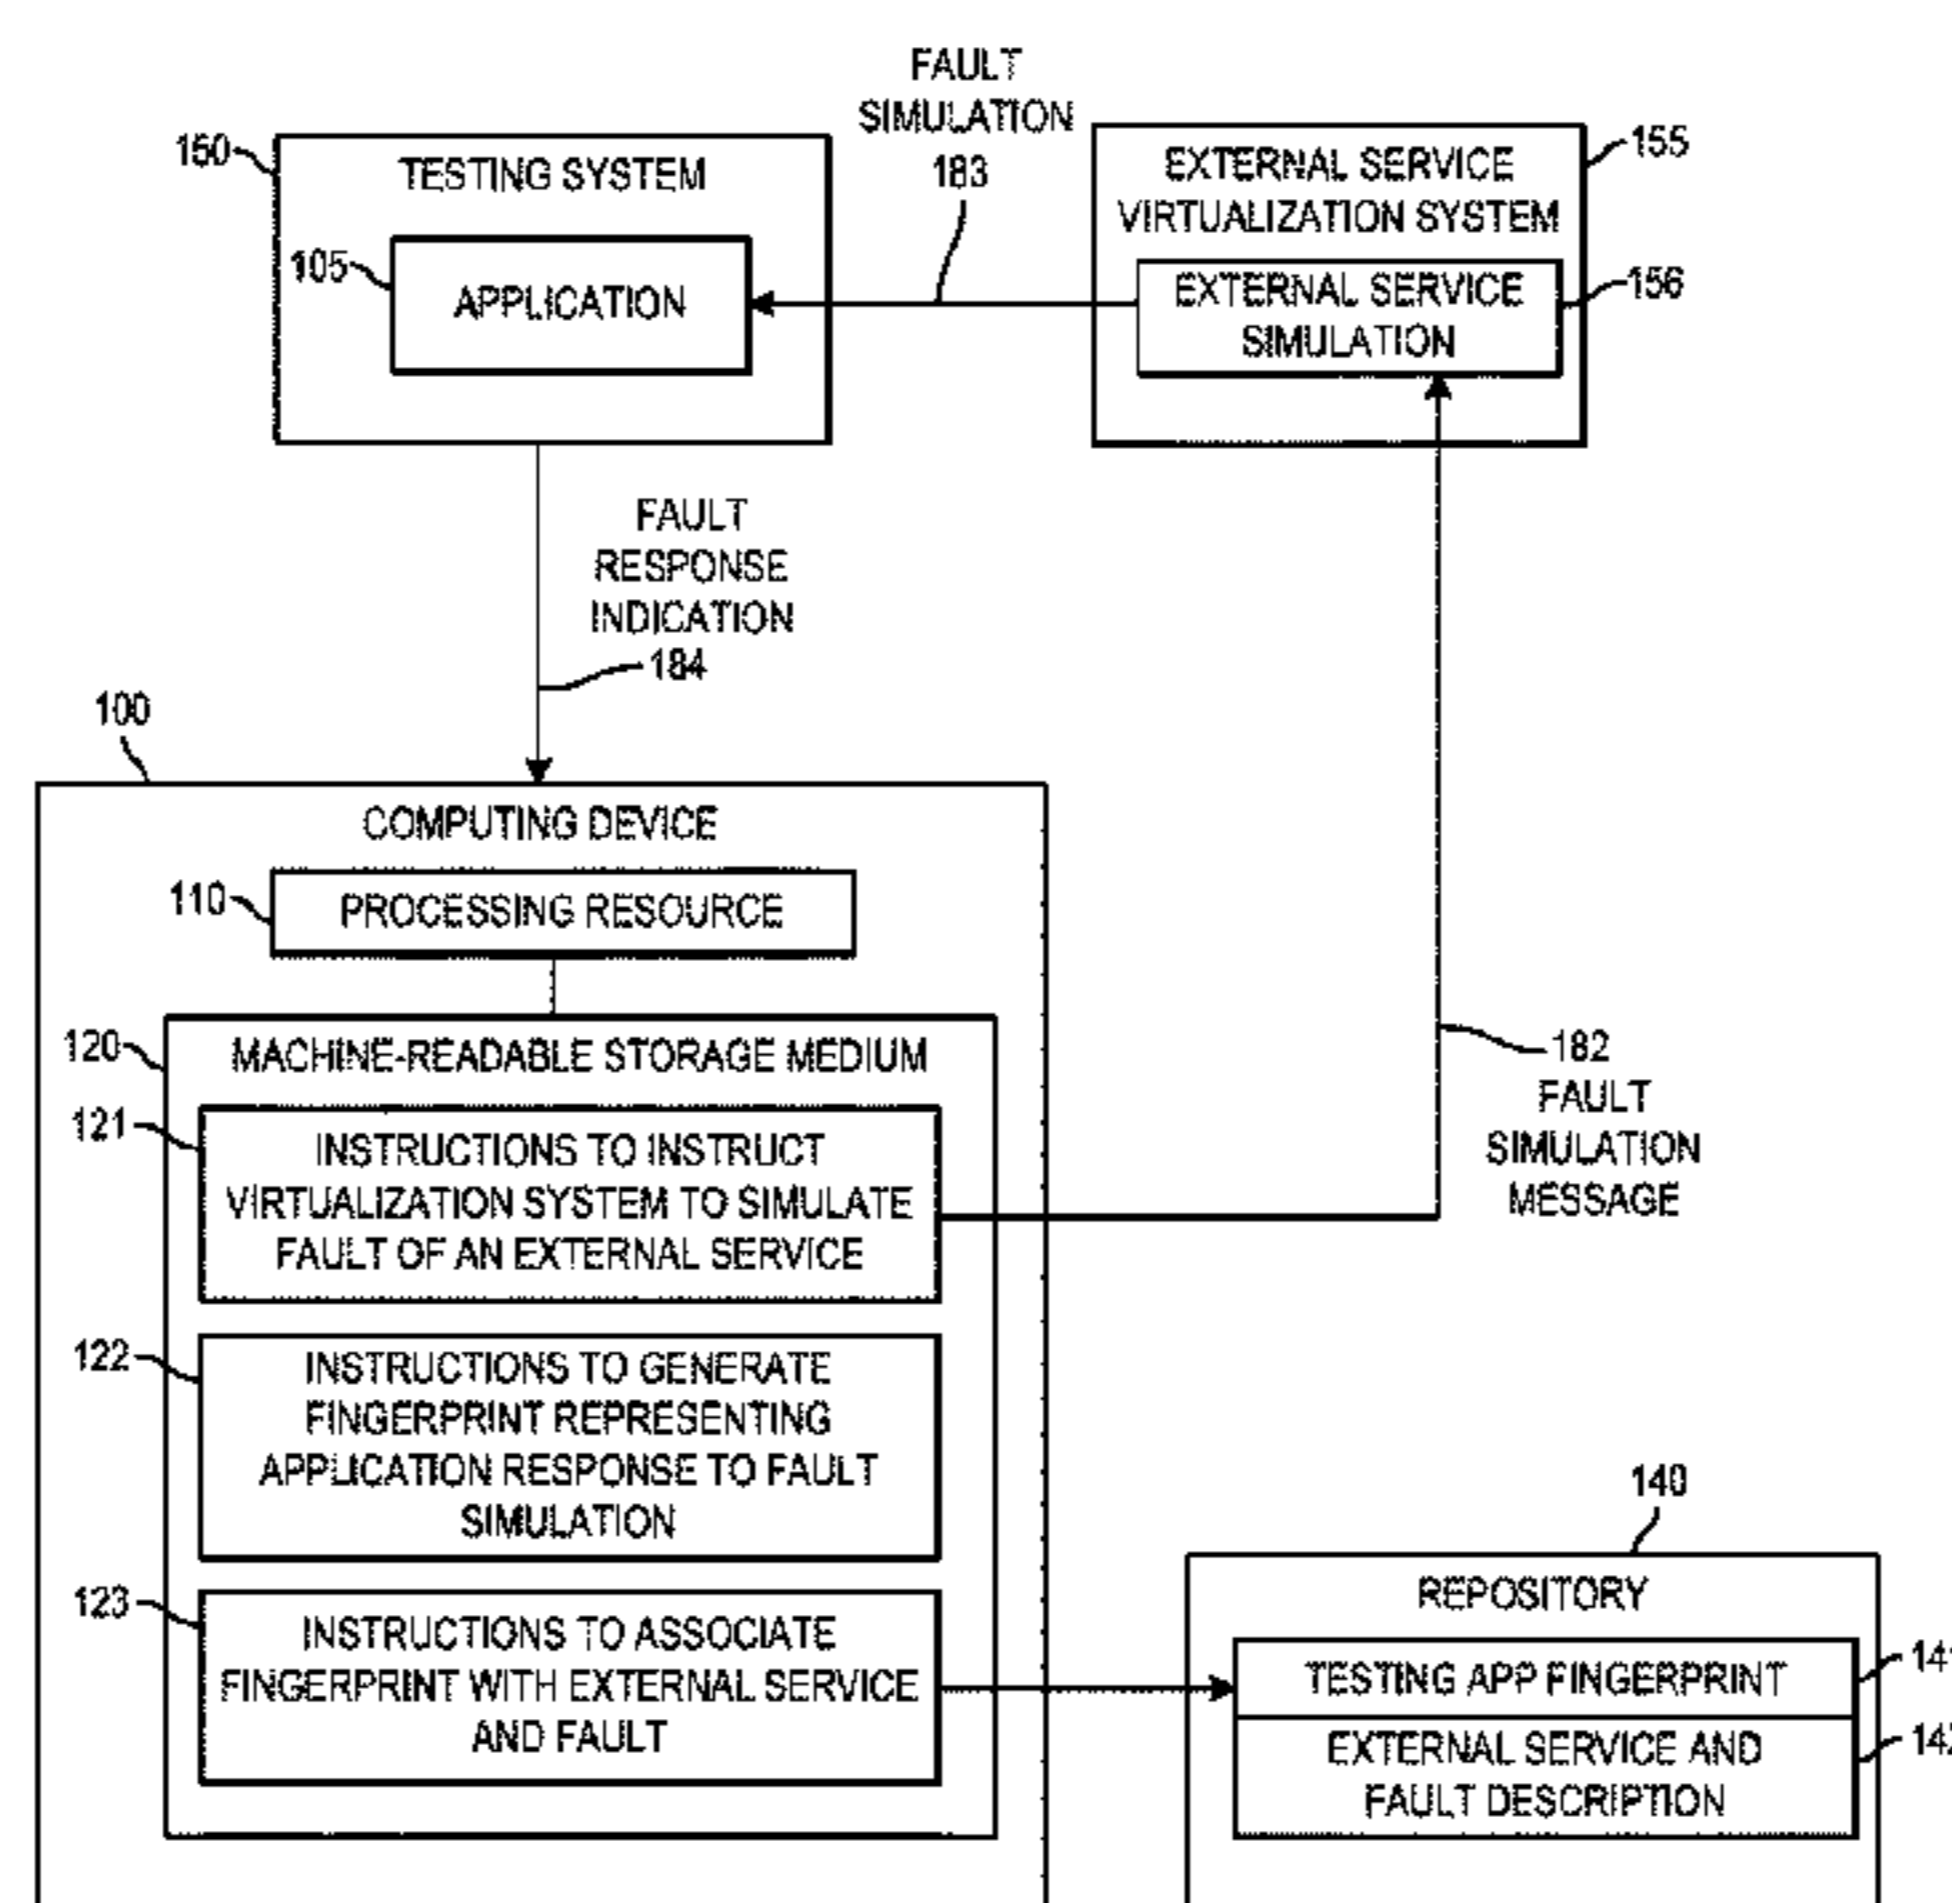 FAULT
SIMULATION
183
150
TESTING SYSTEM
105
APPLICATION
EXTERNAL SERVICE
VIRTUALIZATION SYSTEM
155
EXTERNAL SERVICE
SIMULATION
156
FAULT
RESPONSE
INDICATION
184
100
COMPUTING DEVICE
110
PROCESSING RESOURCE
120
MACHINE-READABLE STORAGE MEDIUM
121
INSTRUCTIONS TO INSTRUCT
VIRTUALIZATION SYSTEM TO SIMULATE
FAULT OF AN EXTERNAL SERVICE
182
FAULT
SIMULATION
MESSAGE
122
INSTRUCTIONS TO GENERATE
FINGERPRINT REPRESENTING
APPLICATION RESPONSE TO FAULT
SIMULATION
123
INSTRUCTIONS TO ASSOCIATE
FINGERPRINT WITH EXTERNAL SERVICE
AND FAULT
140
REPOSITORY
TESTING APP FINGERPRINT
EXTERNAL SERVICE AND
FAULT DESCRIPTION